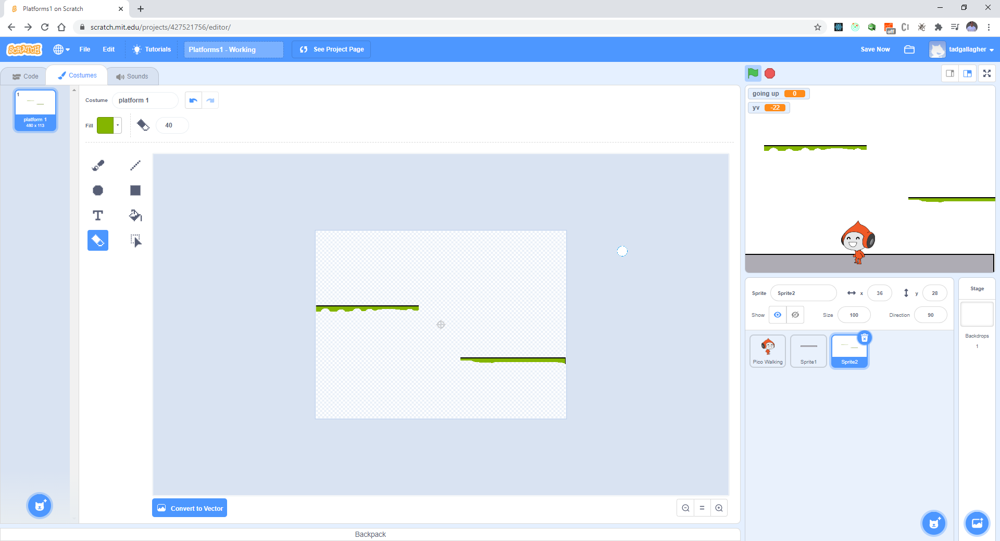 Platforms1 on Scratch
scratch.mit.edu/projects/427521756/editor/
off
SCRATCH
File
Edit
Tutorials
Platforms1 - Working
See Project Page
Save Now
tadgallagher
Code
Costumes
Sounds
1
platform 1
480 x 113
Costume
platform 1
Fill
40
T
Convert to Vector
Backpack
going up 0
yv -22
Sprite
Sprite2
x
36
y
28
Show
Size
100
Direction
90
Pico Walking
Sprite1
Sprite2
Stage
Backdrops
1